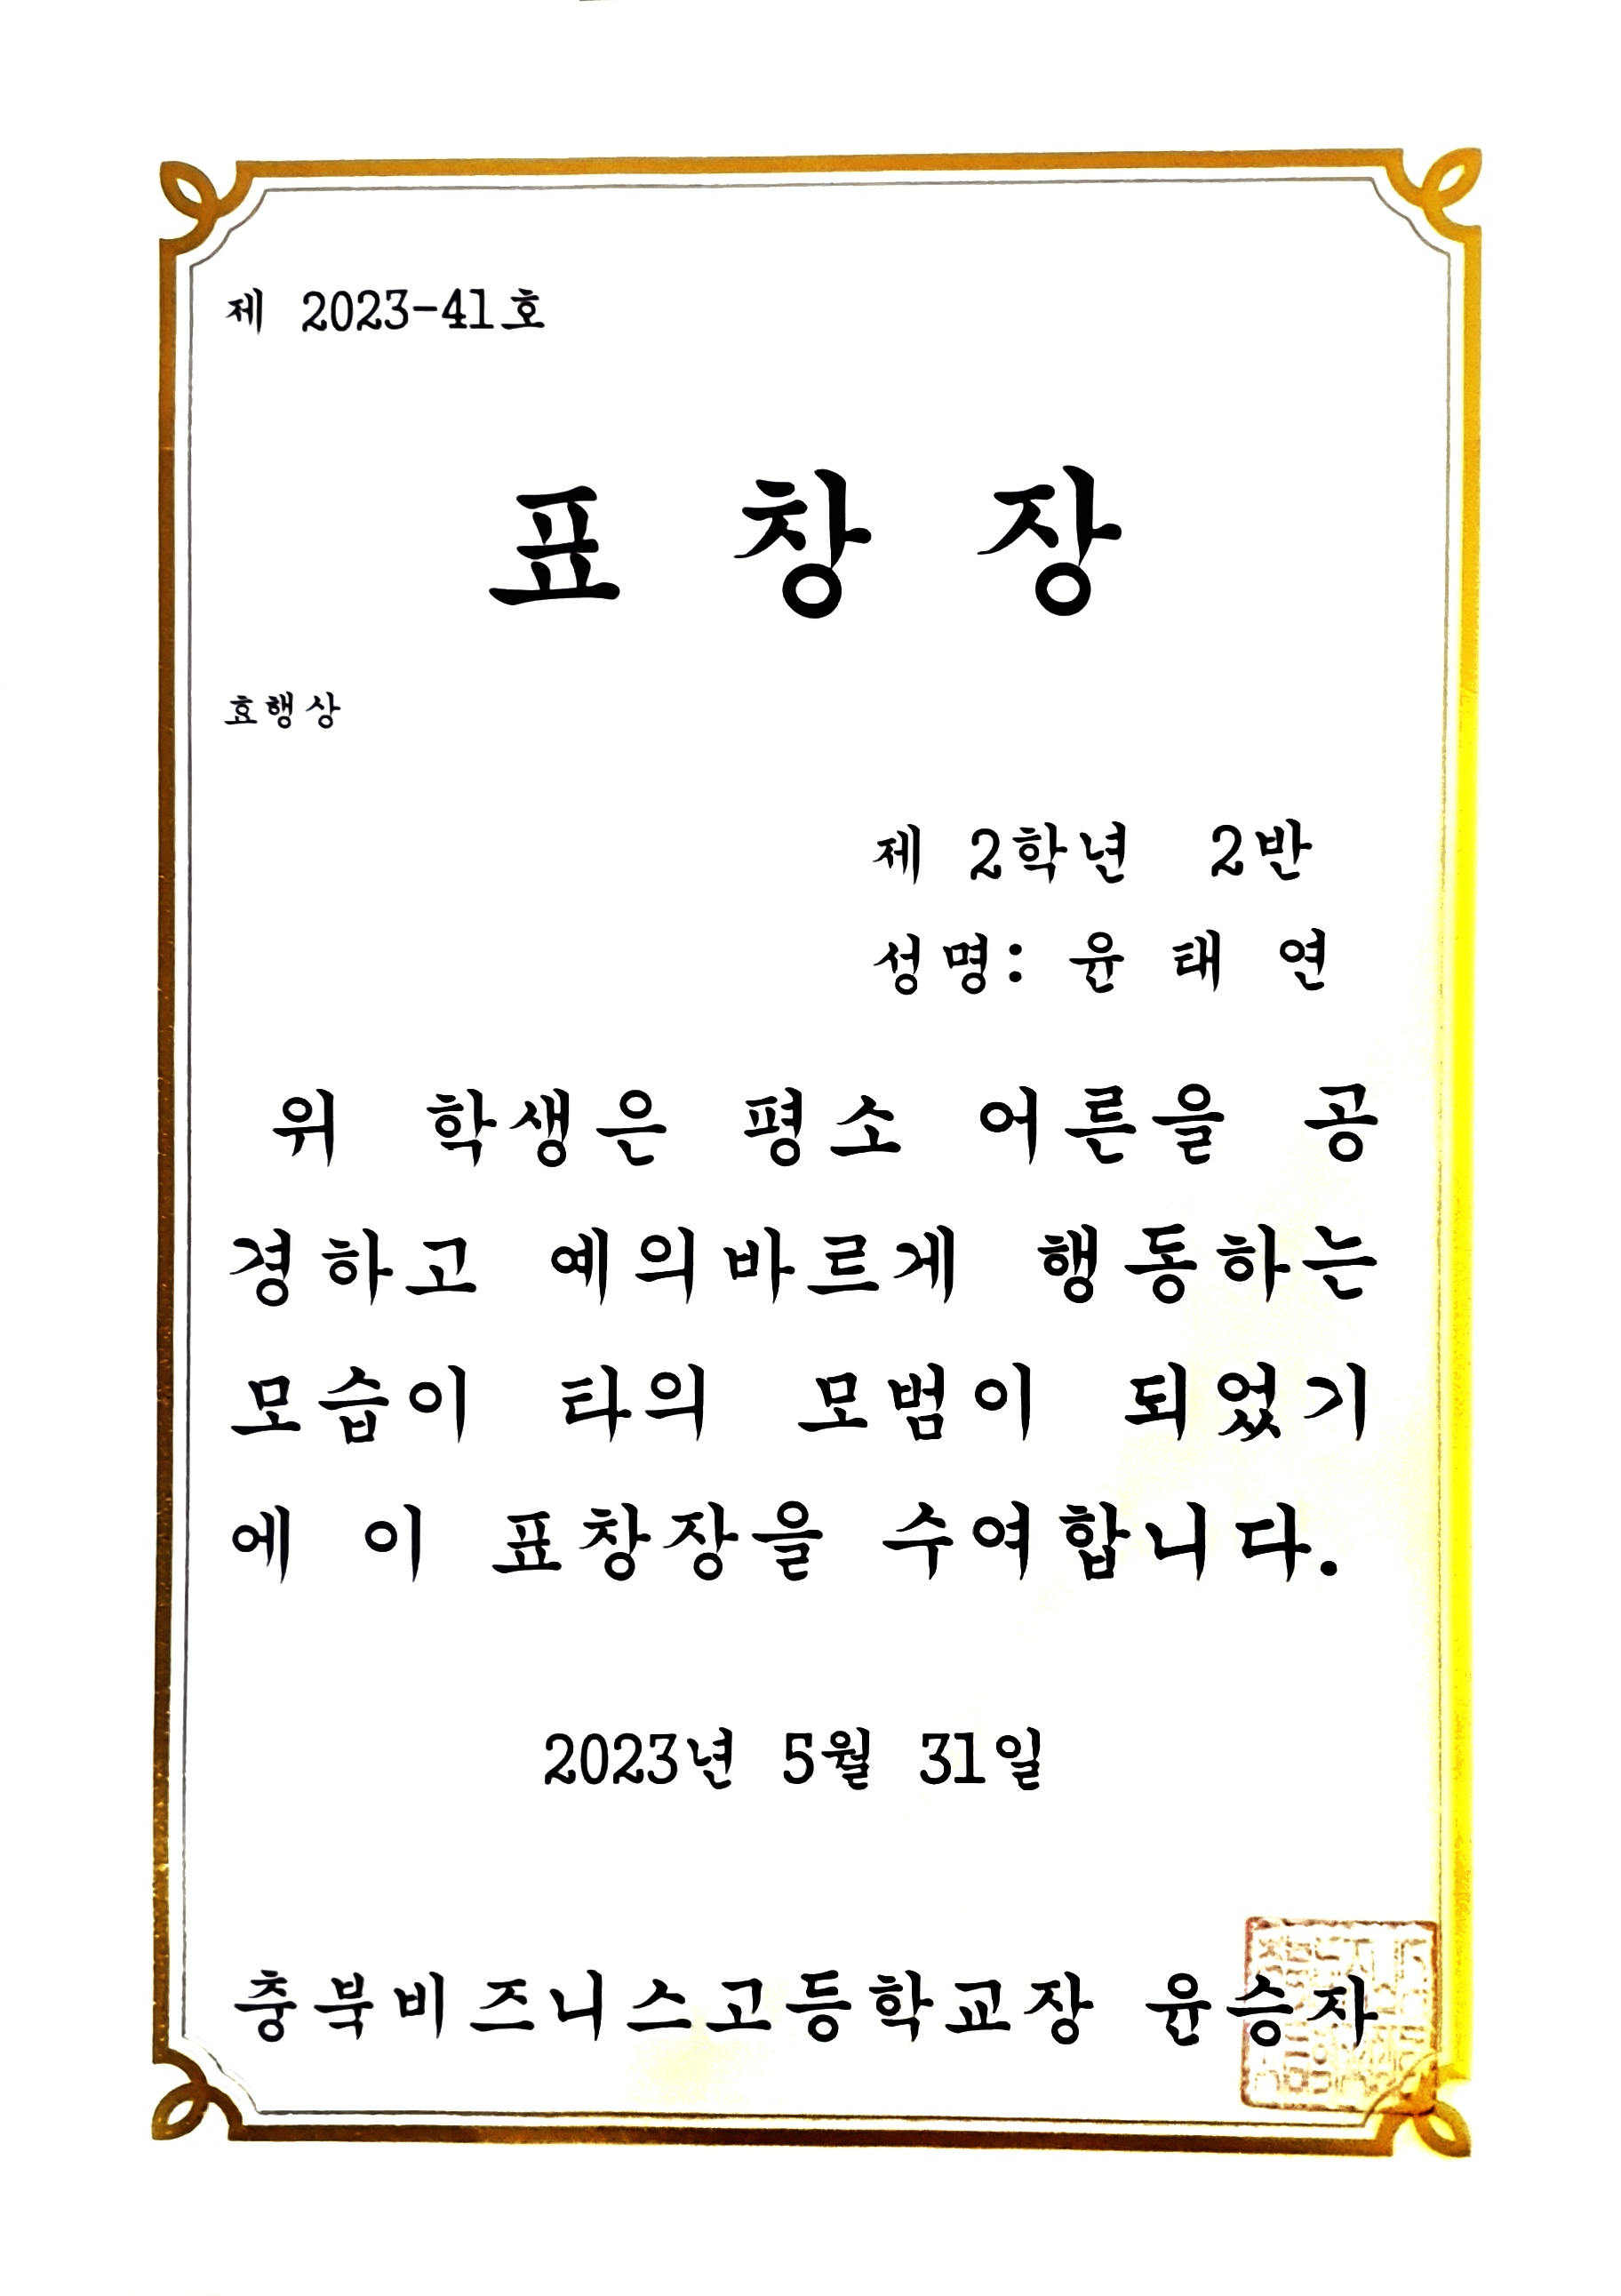 제 2023-41호
표 창 장
효행상
제 2학년 2반
성명: 윤 태 연
위 학생은 평소 어른을 공
경하고 예의바르게 행동하는
모습이 타의 모범이 되었기
에 이 표창장을 수여합니다.
2023년 5월 31일
충북비즈니스고등학교장 윤승자